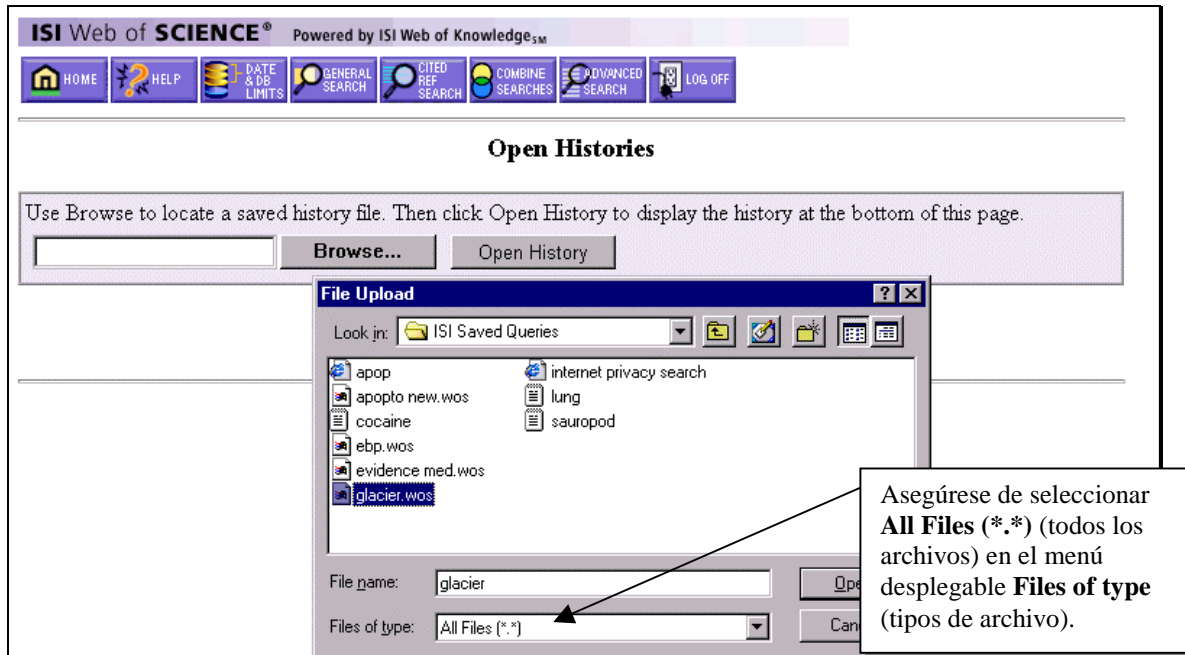 ISI Web of SCIENCE® Powered by ISI Web of Knowledge SM
HOME HELP DATE & DB LIMITS GENERAL SEARCH CITED REF SEARCH COMBINE SEARCHES ADVANCED SEARCH LOG OFF
Open Histories
Use Browse to locate a saved history file. Then click Open History to display the history at the bottom of this page.
Browse... Open History
File Upload
Look in: ISI Saved Queries
apop internet privacy search
apopto new.wos lung
cocaine sauropod
ebp.wos
evidence med.wos
glacier.wos
File name: glacier
Files of type: All Files (*.*)
Asegúrese de seleccionar
All Files (*.*) (todos los
archivos) en el menú
desplegable Files of type
(tipos de archivo).